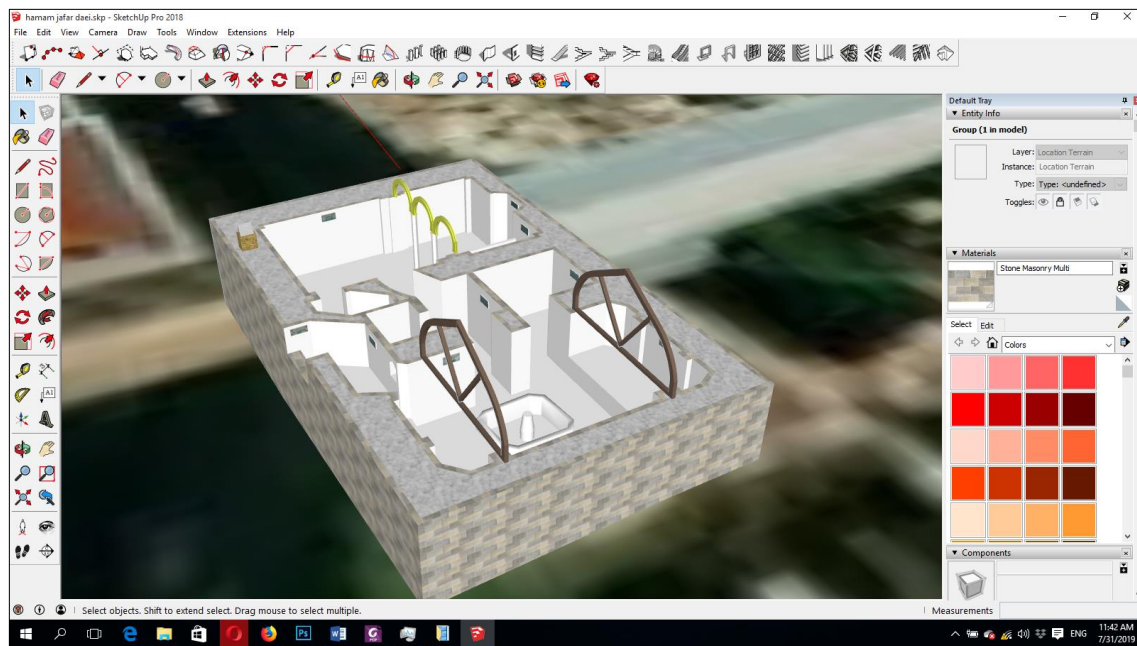 hamam jafar daei.skp - SketchUp Pro 2018
File Edit View Camera Draw Tools Window Extensions Help
Default Tray
Entity Info
Group (1 in model)
Layer: Location Terrain
Instance: Location Terrain
Type: Type: <undefined>
Toggles:
Materials
Stone Masonry Multi
Select Edit
Colors
Components
Select objects. Shift to extend select. Drag mouse to select multiple.
Measurements
ENG
11:42 AM
7/31/2019